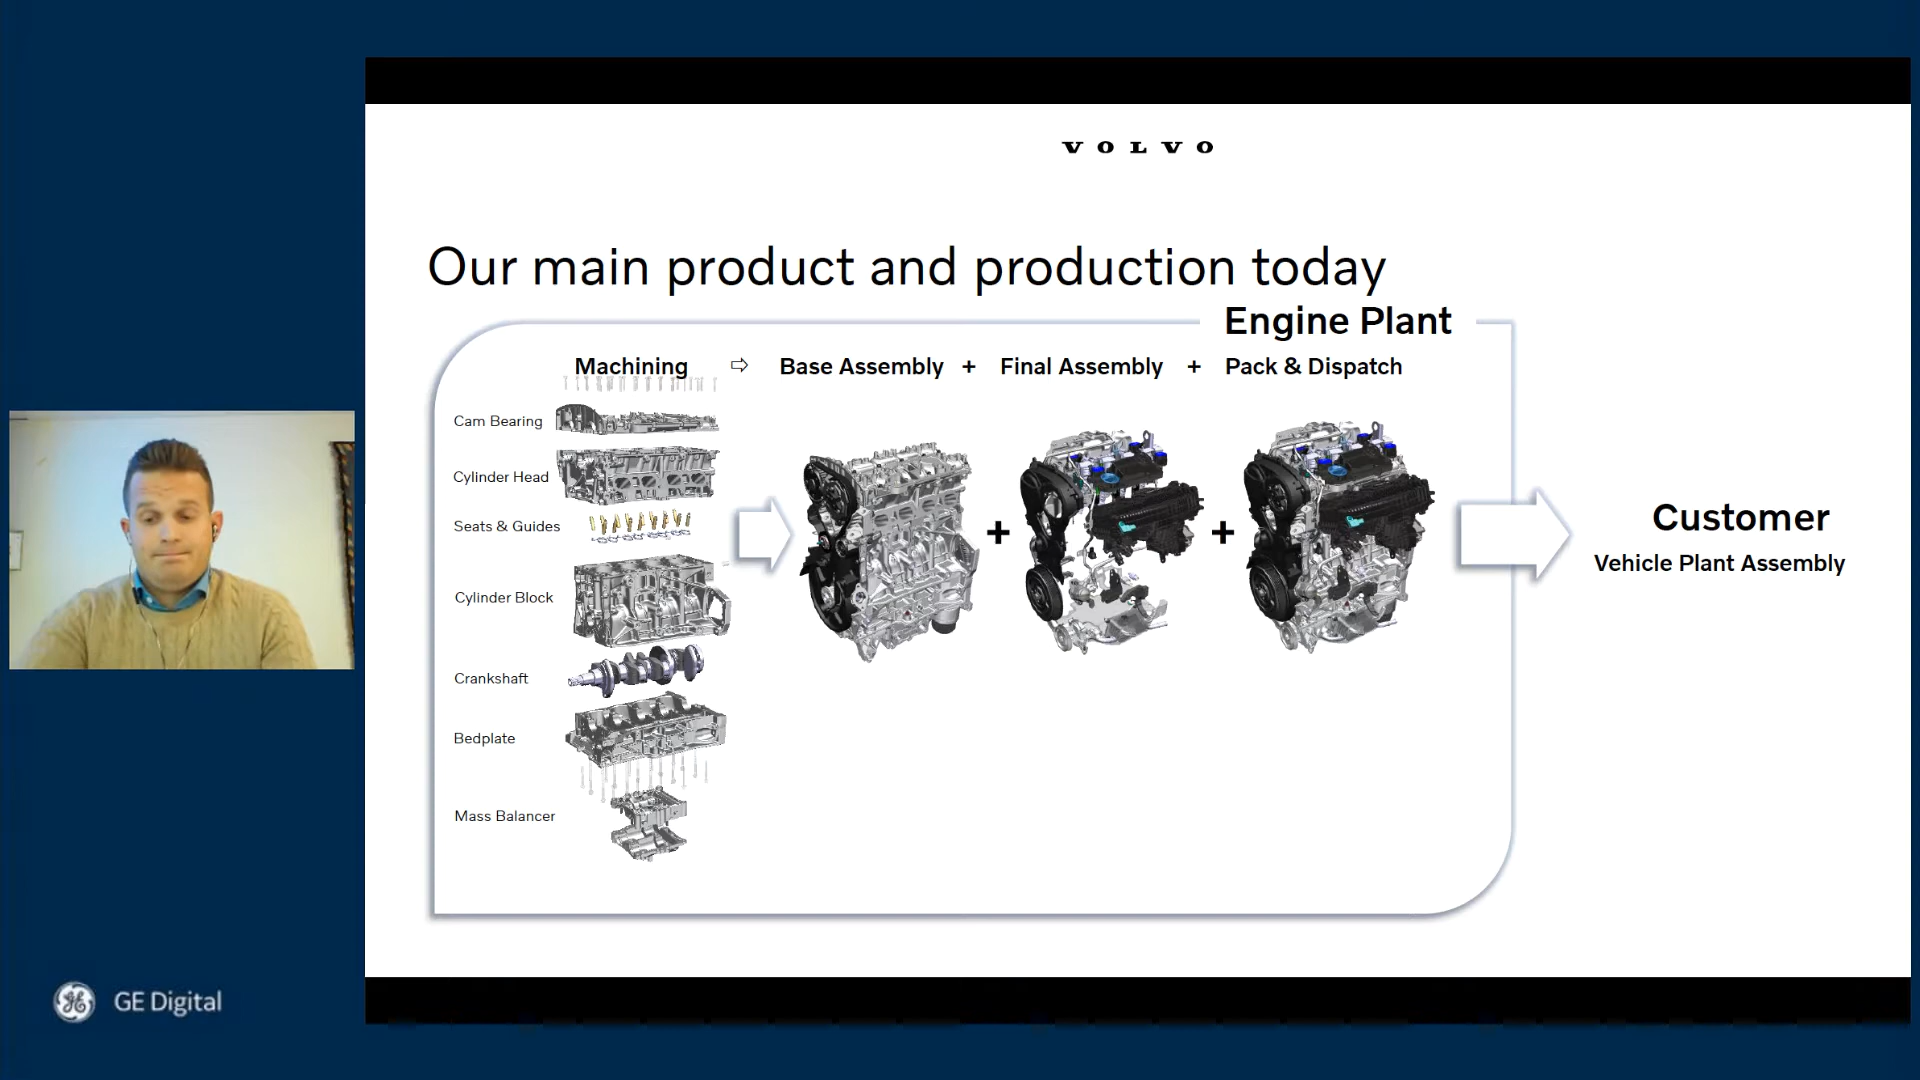 VOLVO
Our main product and production today
Engine Plant
Machining ⇨ Base Assembly + Final Assembly + Pack & Dispatch
Cam Bearing
Cylinder Head
Seats & Guides
Cylinder Block
Crankshaft
Bedplate
Mass Balancer
+ +
Customer
Vehicle Plant Assembly
GE Digital